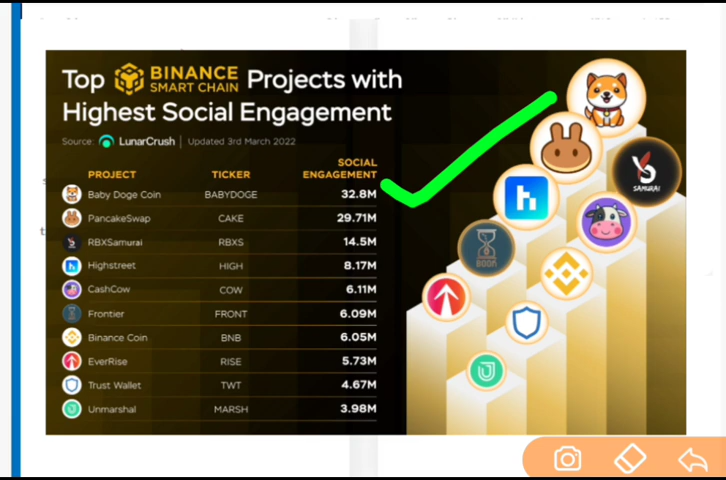 Top BINANCE SMART CHAIN Projects with
Highest Social Engagement
Source: LunarCrush | Updated 3rd March 2022
PROJECT TICKER SOCIAL ENGAGEMENT
Baby Doge Coin BABYDOGE 32.8M
PancakeSwap CAKE 29.71M
RBXSamurai RBXS 14.5M
Highstreet HIGH 8.17M
CashCow COW 6.11M
Frontier FRONT 6.09M
Binance Coin BNB 6.05M
EverRise RISE 5.73M
Trust Wallet TWT 4.67M
Unmarshal MARSH 3.98M
SAMURAI
BOOM